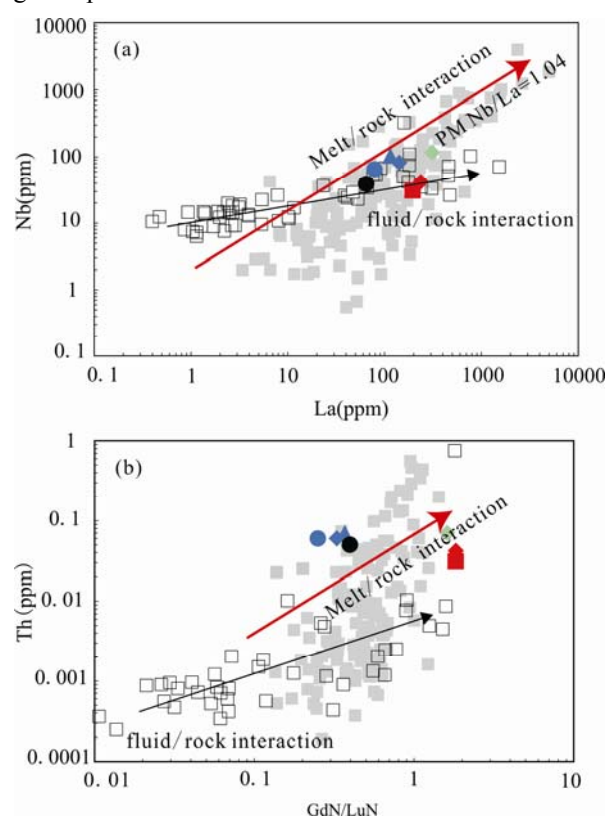 (a)
Melt/rock interaction
PM Nb/La=1.04
fluid/rock interaction
Nb(ppm)
10000
1000
100
10
1
0.1
0.1
1
10
100
1000
10000
La(ppm)
(b)
Melt/rock interaction
fluid/rock interaction
Th(ppm)
1
0.1
0.01
0.001
0.0001
0.01
0.1
1
10
GdN/LuN